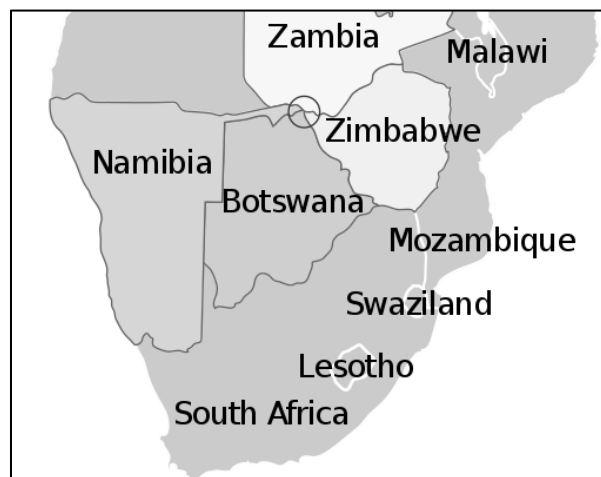 Zambia
Malawi
Zimbabwe
Namibia
Botswana
Mozambique
Swaziland
Lesotho
South Africa